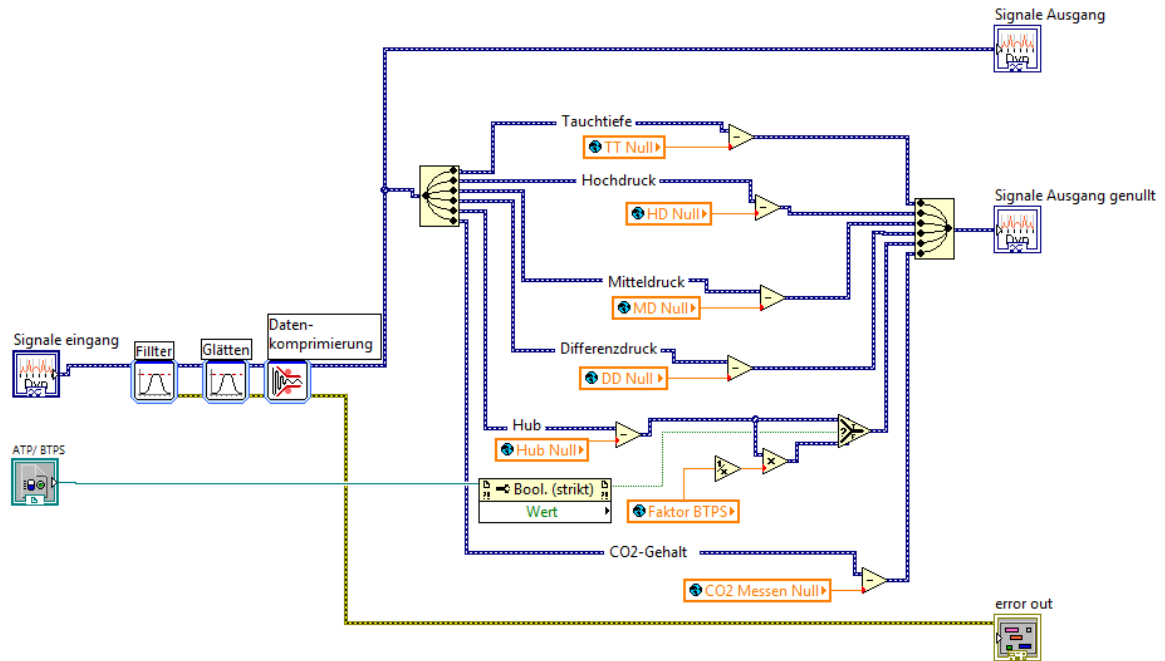 Signale Ausgang
Tauchtiefe
TT Null
Hochdruck
HD Null
Signale Ausgang genullt
Mitteldruck
MD Null
Daten-
komprimierung
Signale eingang
Fillter
Glätten
Differenzdruck
DD Null
Hub
Hub Null
ATP/ BTPS
1/x
x
Bool. (strikt)
Wert
Faktor BTPS
CO2-Gehalt
CO2 Messen Null
error out